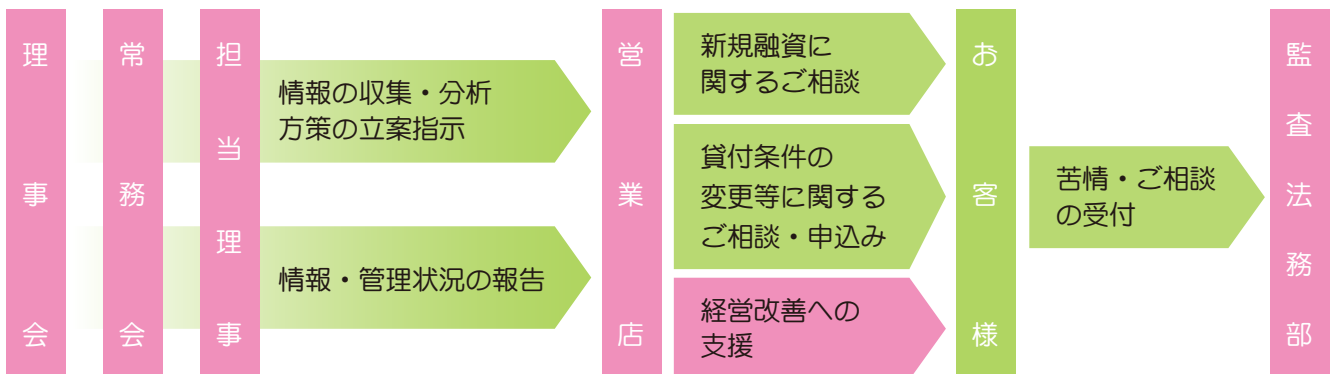 理事会
常務会
担当理事
情報の収集・分析
方策の立案指示
情報・管理状況の報告
営業店
新規融資に
関するご相談
貸付条件の
変更等に関する
ご相談・申込み
経営改善への
支援
お客様
苦情・ご相談
の受付
監査法務部